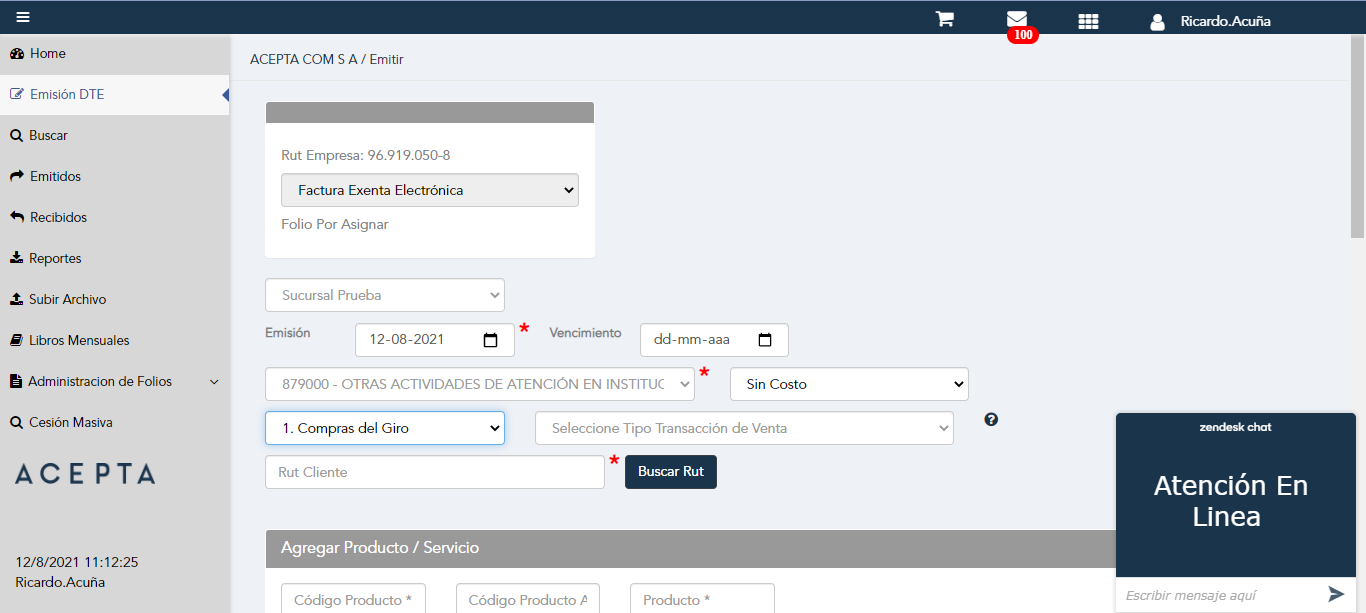 100
Ricardo.Acuña
Home
Emisión DTE
Buscar
Emitidos
Recibidos
Reportes
Subir Archivo
Libros Mensuales
Administracion de Folios
Cesión Masiva
ACEPTA
12/8/2021 11:12:25
Ricardo.Acuña
ACEPTA COM S A / Emitir
Rut Empresa: 96.919.050-8
Factura Exenta Electrónica
Folio Por Asignar
Sucursal Prueba
Emisión 12-08-2021 * Vencimiento dd-mm-aaa
879000 - OTRAS ACTIVIDADES DE ATENCIÓN EN INSTITUC * Sin Costo
1. Compras del Giro Seleccione Tipo Transacción de Venta ?
Rut Cliente * Buscar Rut
Agregar Producto / Servicio
Código Producto * Código Producto A Producto *
zendesk chat
Atención En
Linea
Escribir mensaje aquí